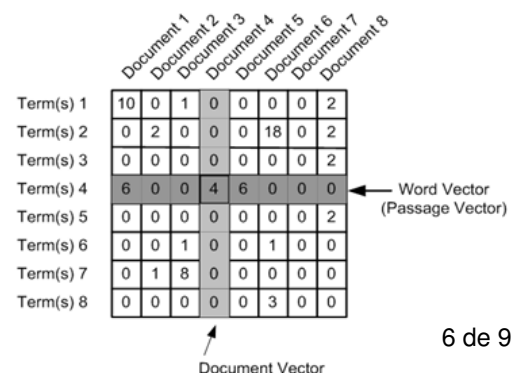 Document 1 Document 2 Document 3 Document 4 Document 5 Document 6 Document 7 Document 8
Term(s) 1 10 0 1 0 0 0 0 2
Term(s) 2 0 2 0 0 0 18 0 2
Term(s) 3 0 0 0 0 0 0 0 2
Term(s) 4 6 0 0 4 6 0 0 0 Word Vector
(Passage Vector)
Term(s) 5 0 0 0 0 0 0 0 2
Term(s) 6 0 0 1 0 0 1 0 0
Term(s) 7 0 1 8 0 0 0 0 0
Term(s) 8 0 0 0 0 0 3 0 0
6 de 9
Document Vector